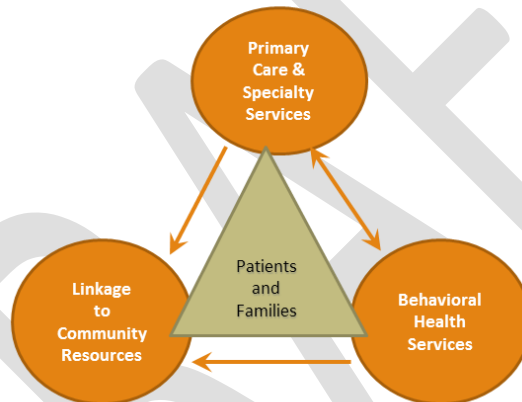 Primary
Care &
Specialty
Services
Patients
and
Families
Linkage
to
Community
Resources
Behavioral
Health
Services